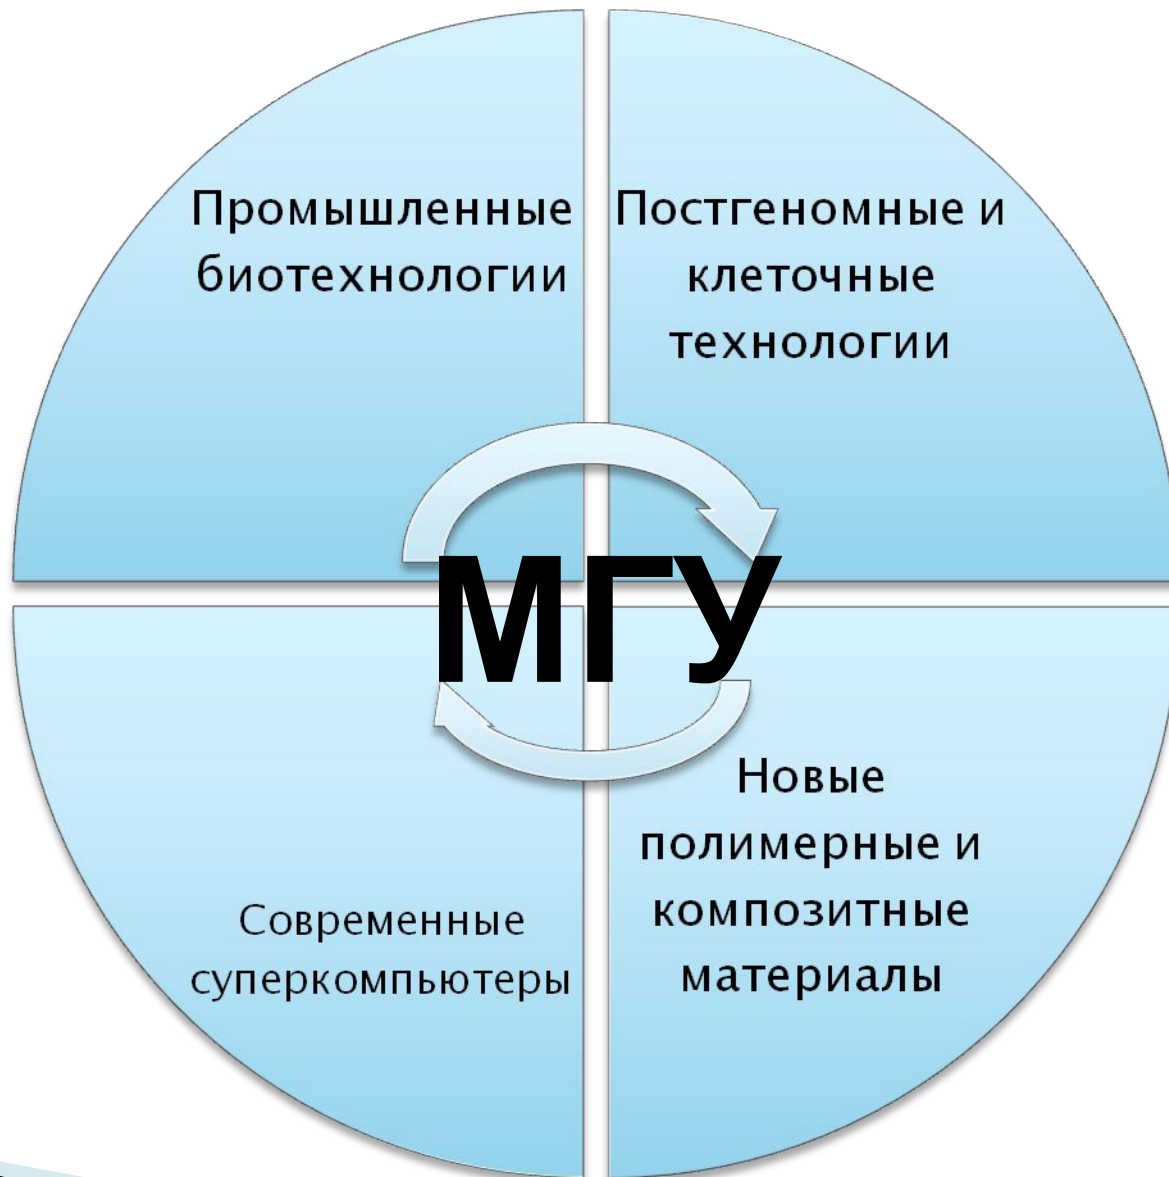 Промышленные
биотехнологии
Постгеномные и
клеточные
технологии
МГУ
Современные
суперкомпьютеры
Новые
полимерные и
композитные
материалы